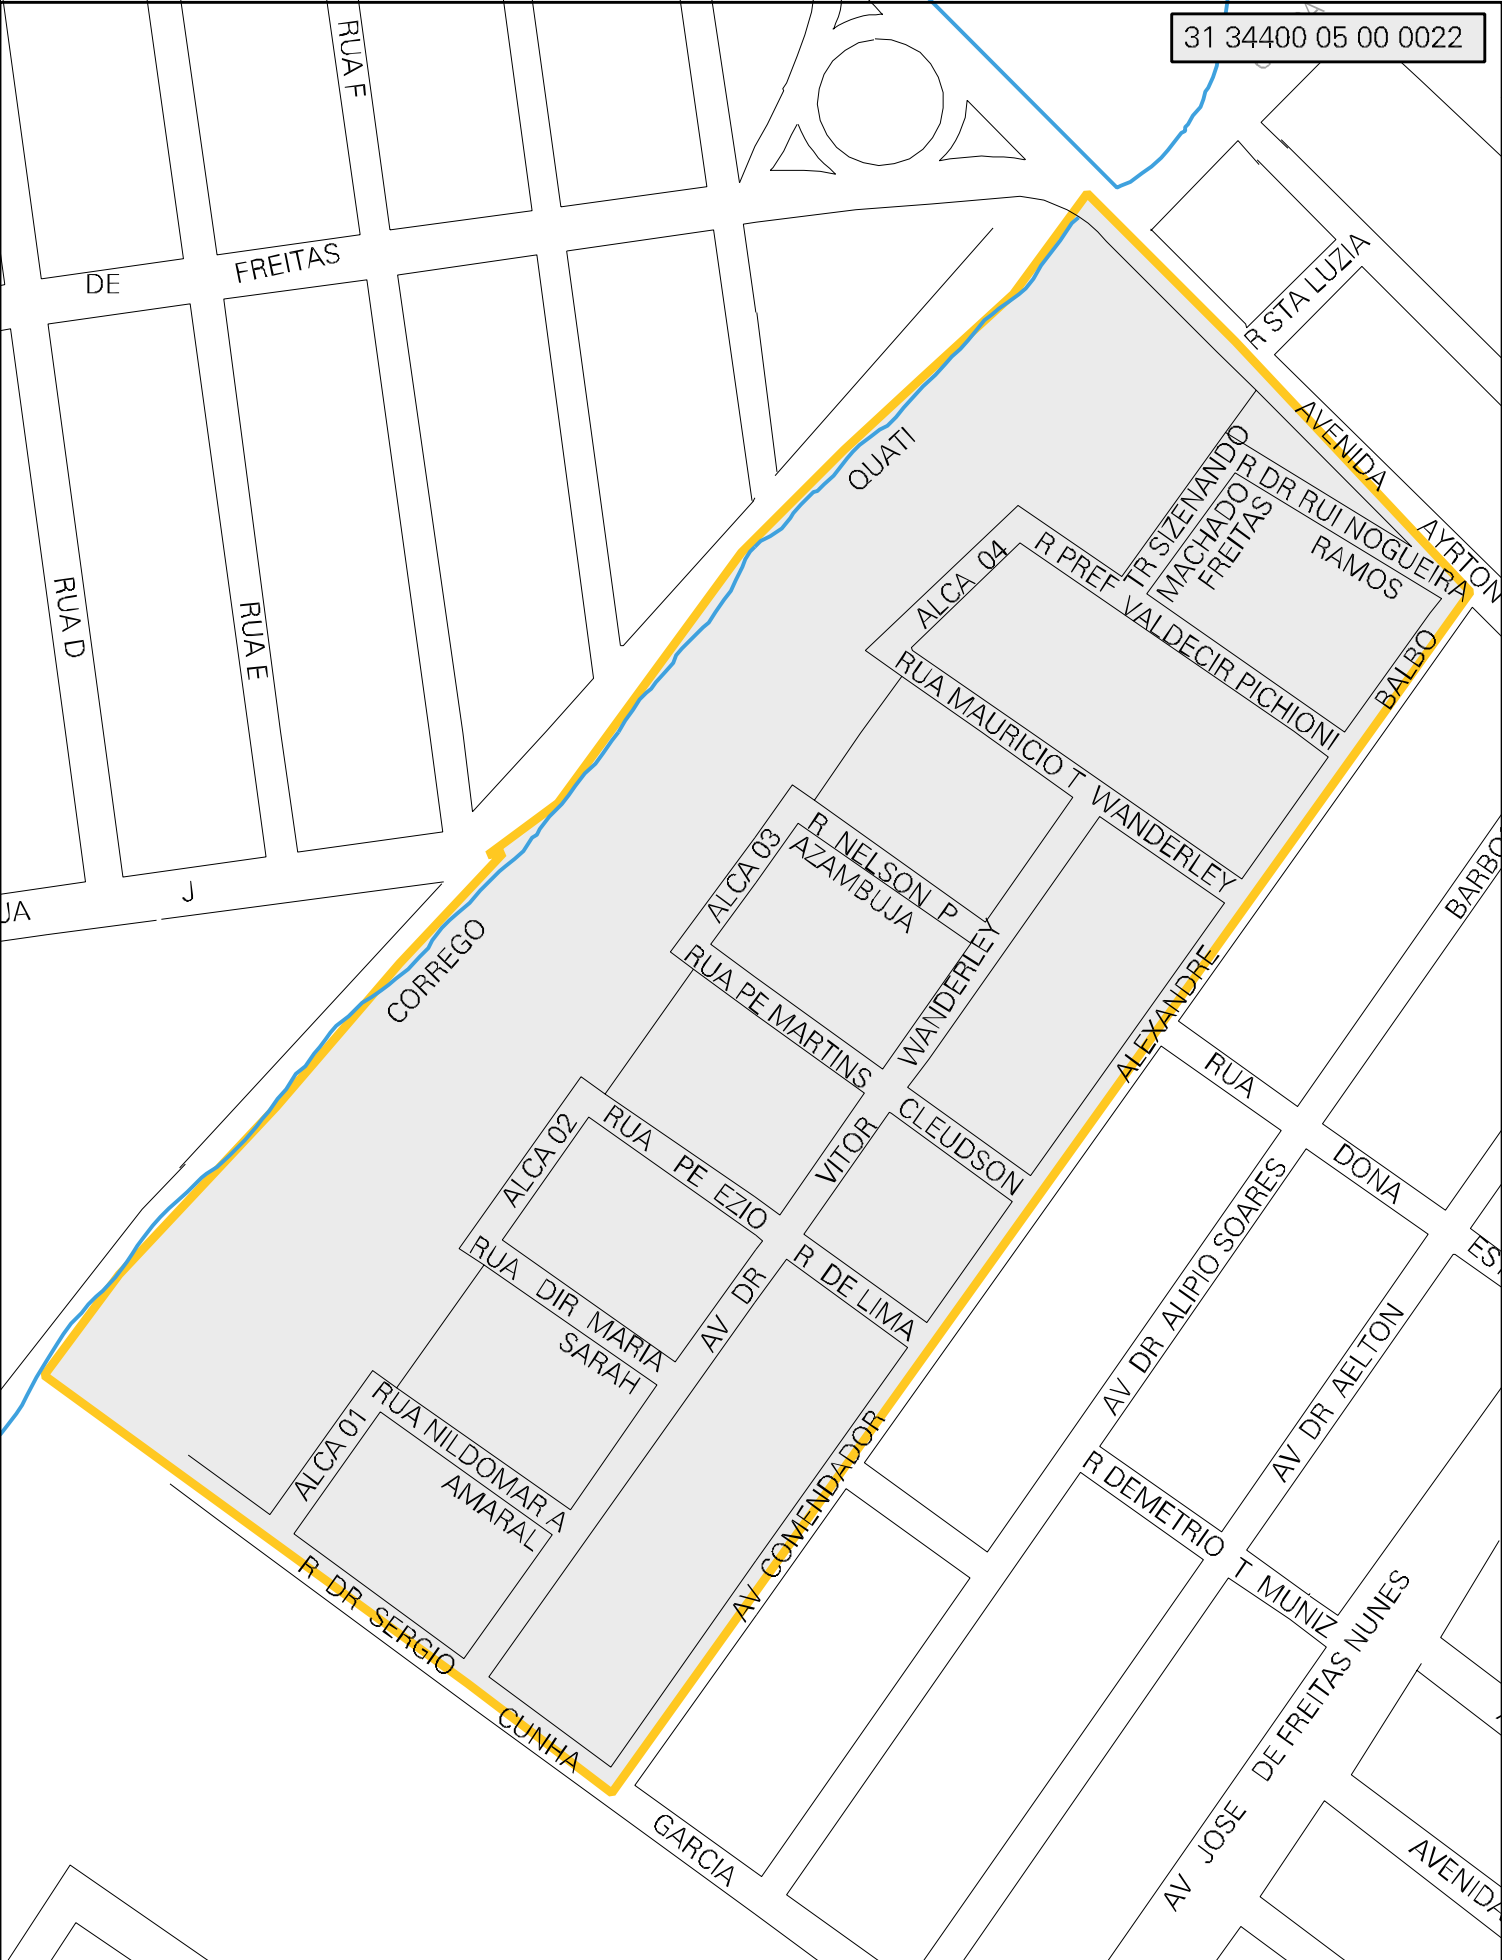 31 34400 05 00 0022
RUA F
DE
FREITAS
R STA LUZIA
AVENIDA
AYRTON
QUATI
TR SIZENANDO
MACHADO
FREITAS
R DR RUI NOGUEIRA
RAMOS
ALCA 04
R PREF VALDECIR PICHIONI
BALBO
RUA D
RUA E
RUA MAURICIO T WANDERLEY
ALCA 03
R NELSON P
AZAMBUJA
J
CORREGO
RUA PE MARTINS
WANDERLEY
ALEXANDRE
RUA
CLEUDSON
DONA
ALCA 02
RUA PE EZIO
VITOR
AV DR ALIPIO SOARES
RUA DIR MARIA
SARAH
AV DR
R DE LIMA
AV DR AELTON
ALCA 01
RUA NILDOMAR A
AMARAL
AV COMENDADOR
R DEMETRIO T MUNIZ
R DR SERGIO
CUNHA
GARCIA
AV JOSE DE FREITAS NUNES
AVENIDA